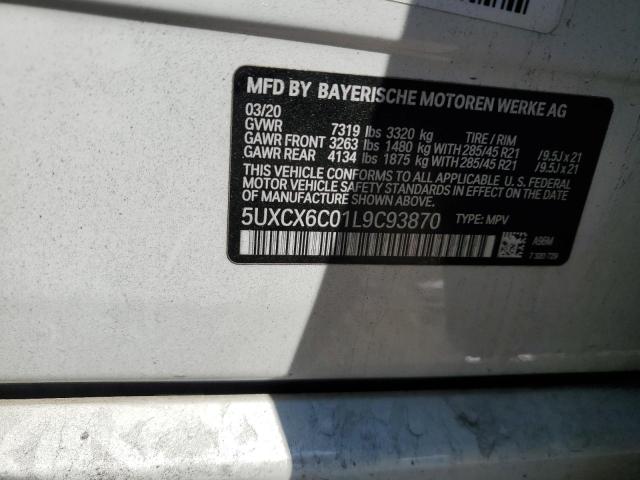 MFD BY BAYERISCHE MOTOREN WERKE AG
03/20
GVWR 7319 lbs 3320 kg TIRE / RIM
GAWR FRONT 3263 lbs 1480 kg WITH 285/45 R21 /9.5J x 21
GAWR REAR 4134 lbs 1875 kg WITH 285/45 R21 /9.5J x 21
THIS VEHICLE CONFORMS TO ALL APPLICABLE U.S. FEDERAL
MOTOR VEHICLE SAFETY STANDARDS IN EFFECT ON THE
DATE OF MANUFACTURE SHOWN ABOVE.
5UXCX6C01L9C93870 TYPE: MPV
A96M